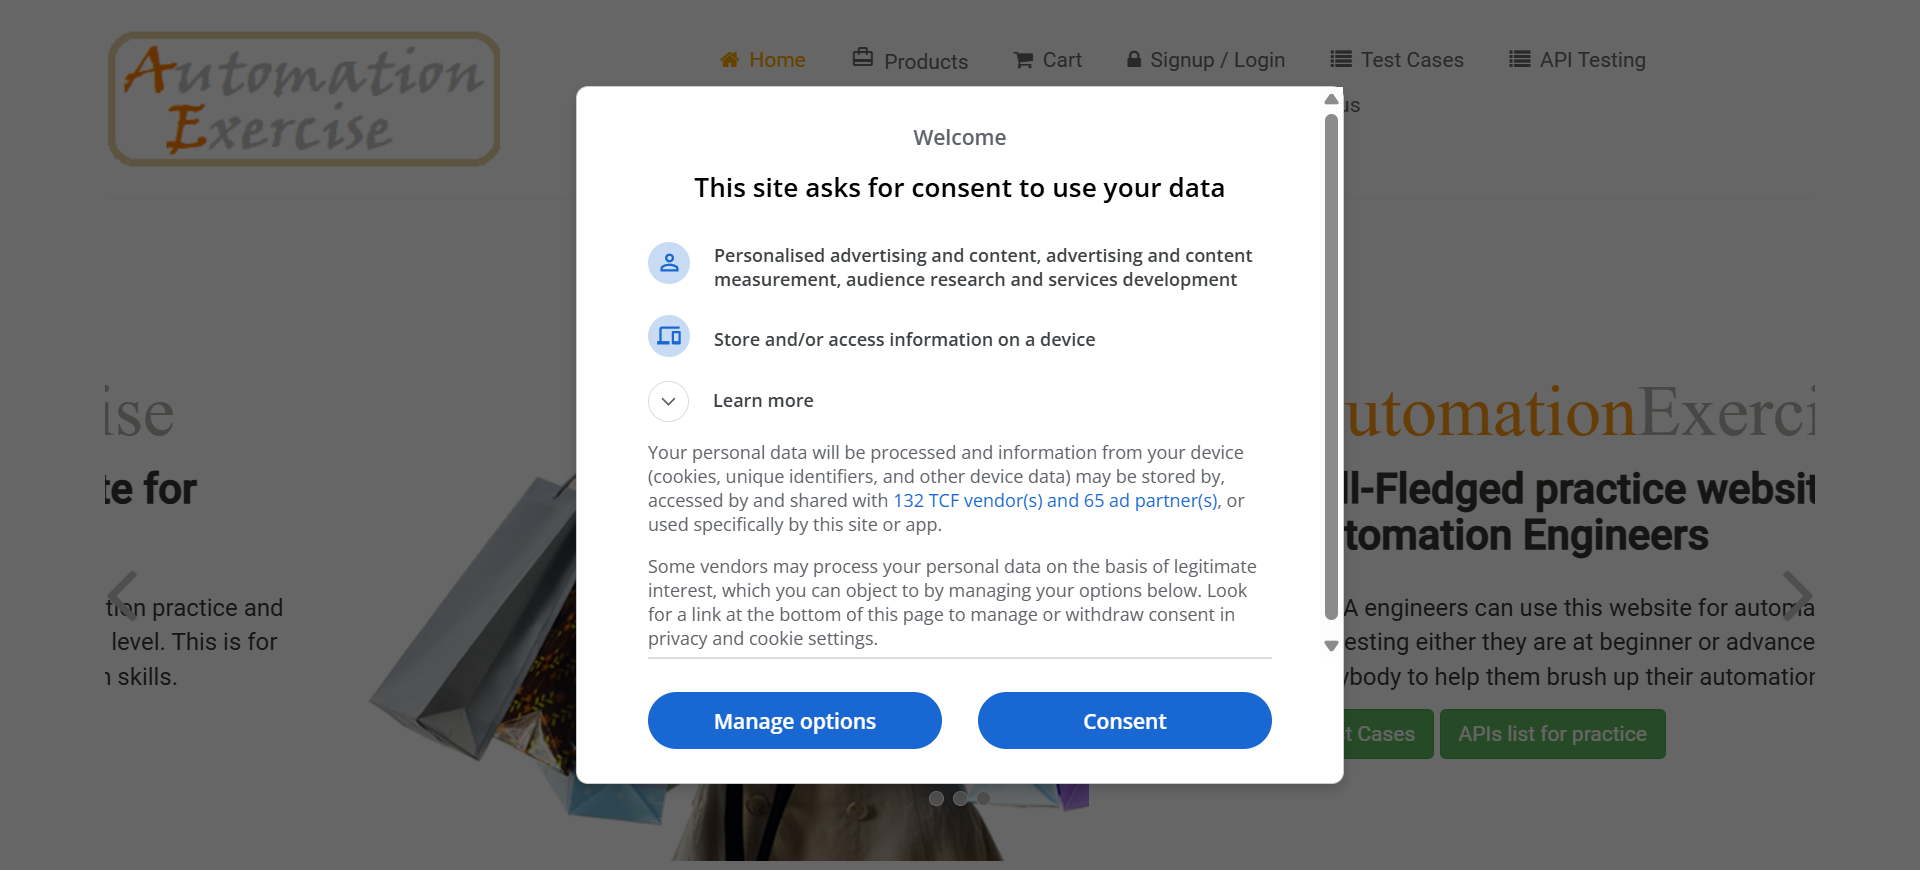 Automation
Exercise
Home Products Cart Signup / Login Test Cases API Testing
us
Welcome
This site asks for consent to use your data
Personalised advertising and content, advertising and content
measurement, audience research and services development
Store and/or access information on a device
Learn more
Your personal data will be processed and information from your device
(cookies, unique identifiers, and other device data) may be stored by,
accessed by and shared with 132 TCF vendor(s) and 65 ad partner(s), or
used specifically by this site or app.
Some vendors may process your personal data on the basis of legitimate
interest, which you can object to by managing your options below. Look
for a link at the bottom of this page to manage or withdraw consent in
privacy and cookie settings.
Manage options
Consent
ise
te for
tion practice and
level. This is for
n skills.
utomationExerci
ll-Fledged practice websit
tomation Engineers
A engineers can use this website for automa
esting either they are at beginner or advance
ybody to help them brush up their automation
t Cases
APIs list for practice